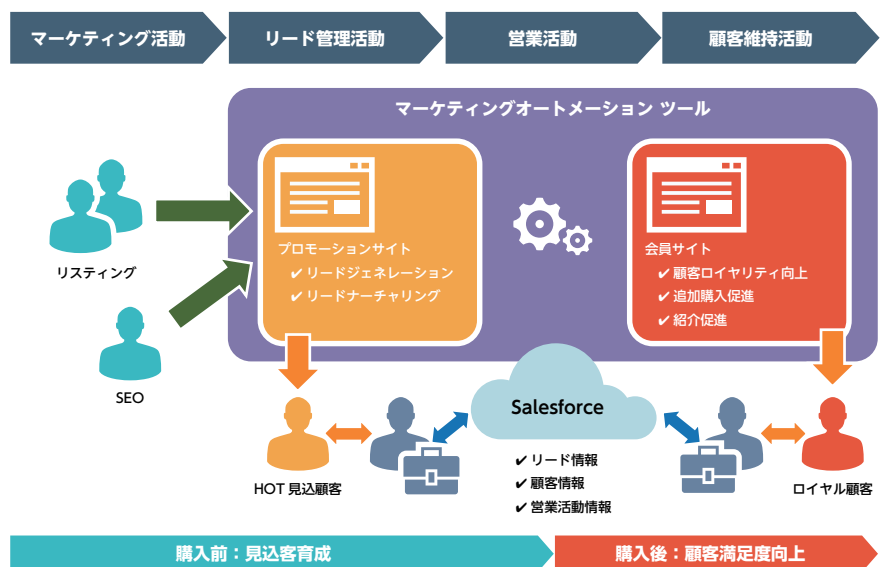 マーケティング活動
リード管理活動
営業活動
顧客維持活動
マーケティングオートメーション ツール
リスティング
SEO
プロモーションサイト
✔ リードジェネレーション
✔ リードナーチャリング
会員サイト
✔ 顧客ロイヤリティ向上
✔ 追加購入促進
✔ 紹介促進
Salesforce
✔ リード情報
✔ 顧客情報
✔ 営業活動情報
HOT 見込顧客
ロイヤル顧客
購入前：見込客育成
購入後：顧客満足度向上